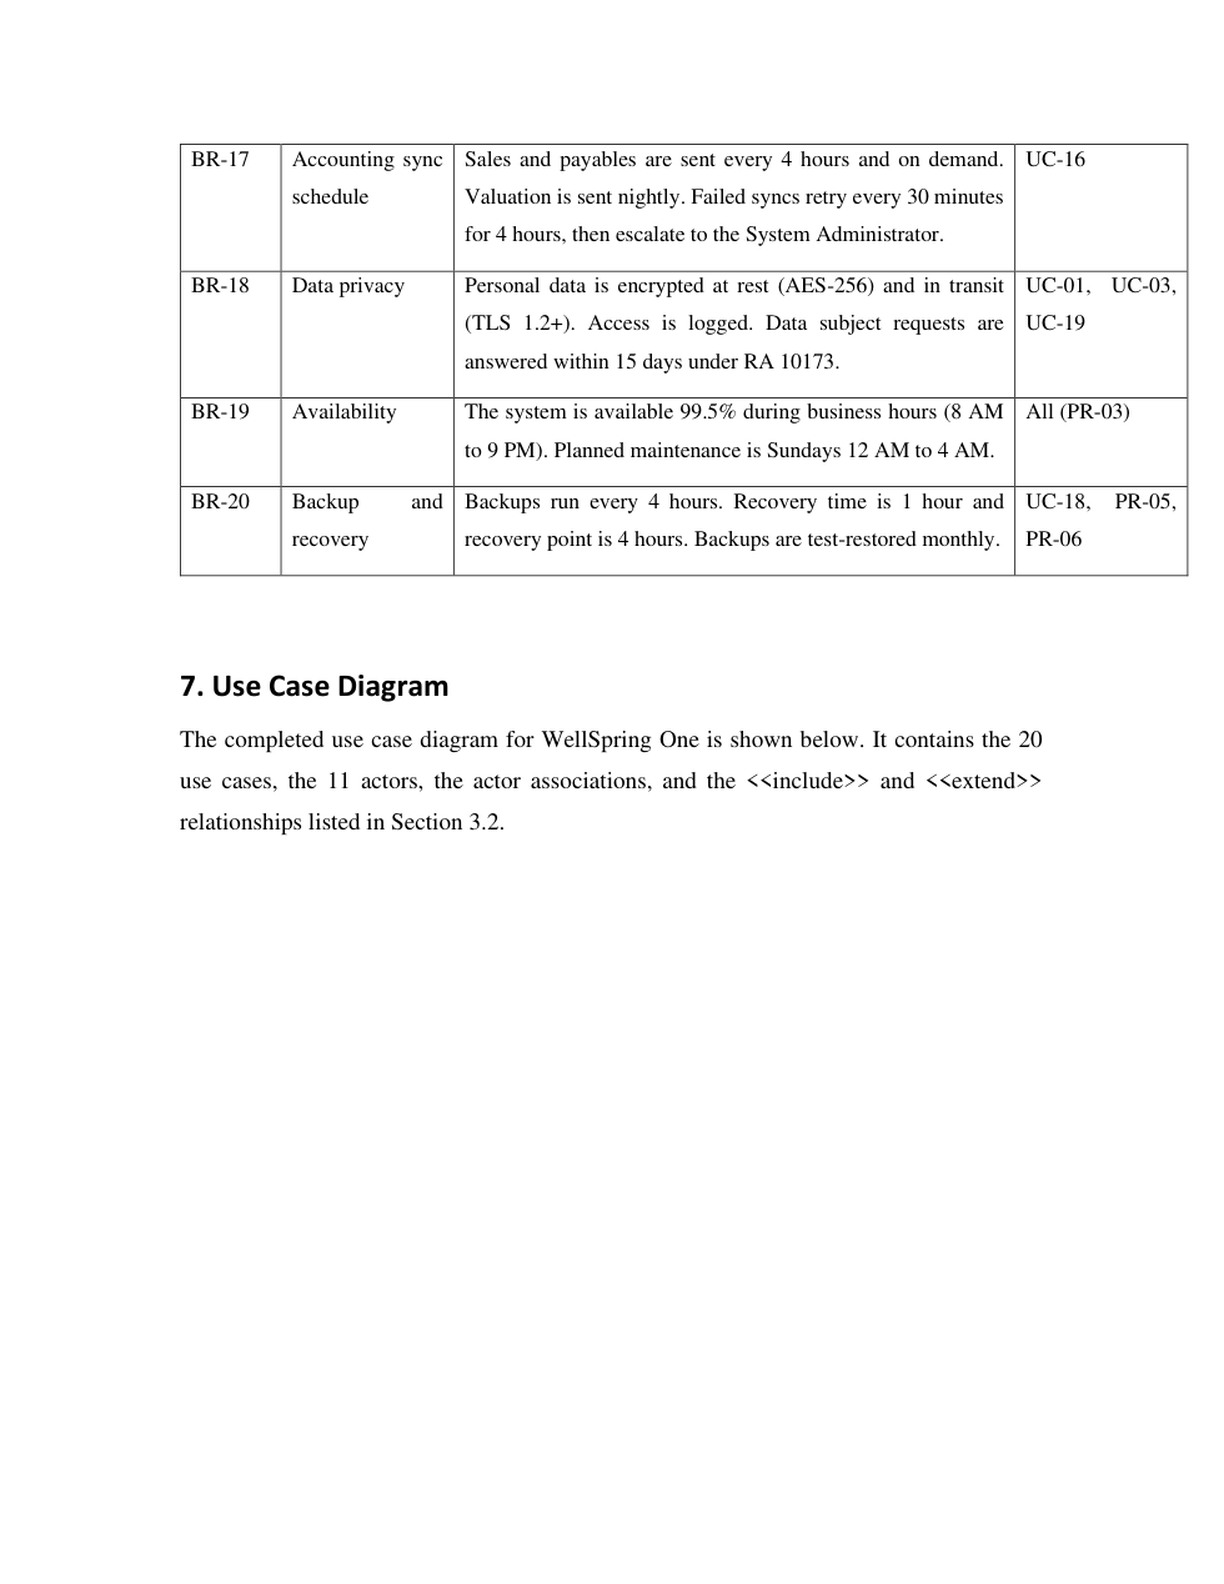 BR-17 Accounting sync Sales and payables are sent every 4 hours and on demand. UC-16
schedule Valuation is sent nightly. Failed syncs retry every 30 minutes
for 4 hours, then escalate to the System Administrator.
BR-18 Data privacy Personal data is encrypted at rest (AES-256) and in transit UC-01, UC-03,
(TLS 1.2+). Access is logged. Data subject requests are UC-19
answered within 15 days under RA 10173.
BR-19 Availability The system is available 99.5% during business hours (8 AM All (PR-03)
to 9 PM). Planned maintenance is Sundays 12 AM to 4 AM.
BR-20 Backup and Backups run every 4 hours. Recovery time is 1 hour and UC-18, PR-05,
recovery recovery point is 4 hours. Backups are test-restored monthly. PR-06
7. Use Case Diagram
The completed use case diagram for WellSpring One is shown below. It contains the 20
use cases, the 11 actors, the actor associations, and the <<include>> and <<extend>>
relationships listed in Section 3.2.